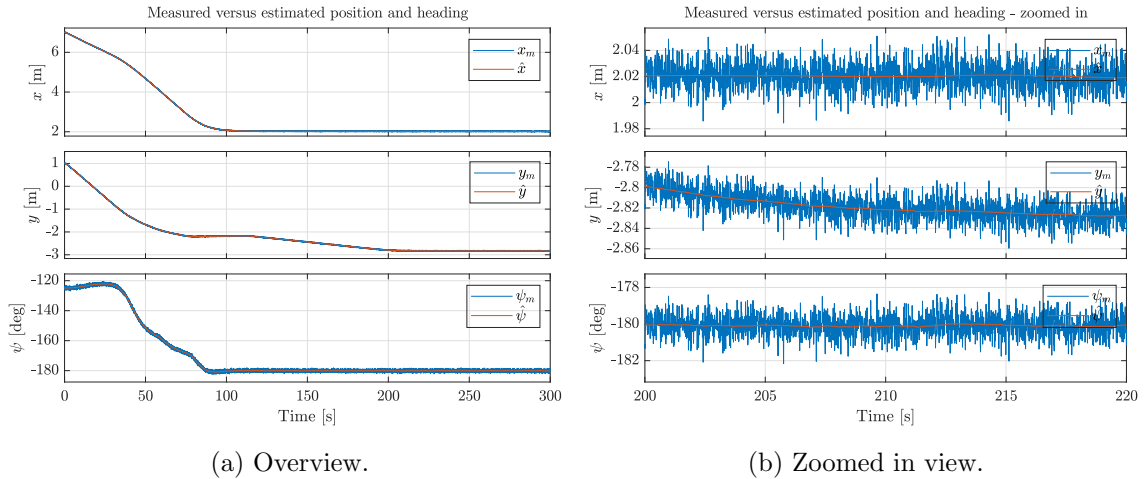 Measured versus estimated position and heading
x [m]
6
4
2
x_m
x̂
y [m]
1
0
-1
-2
-3
y_m
ŷ
ψ [deg]
-120
-140
-160
-180
ψ_m
ψ̂
0 50 100 150 200 250 300
Time [s]
(a) Overview.
Measured versus estimated position and heading - zoomed in
x [m]
2.04
2.02
2
1.98
x_m
x̂
y [m]
-2.78
-2.8
-2.82
-2.84
-2.86
y_m
ŷ
ψ [deg]
-178
-180
-182
ψ_m
200 205 210 215 220
Time [s]
(b) Zoomed in view.